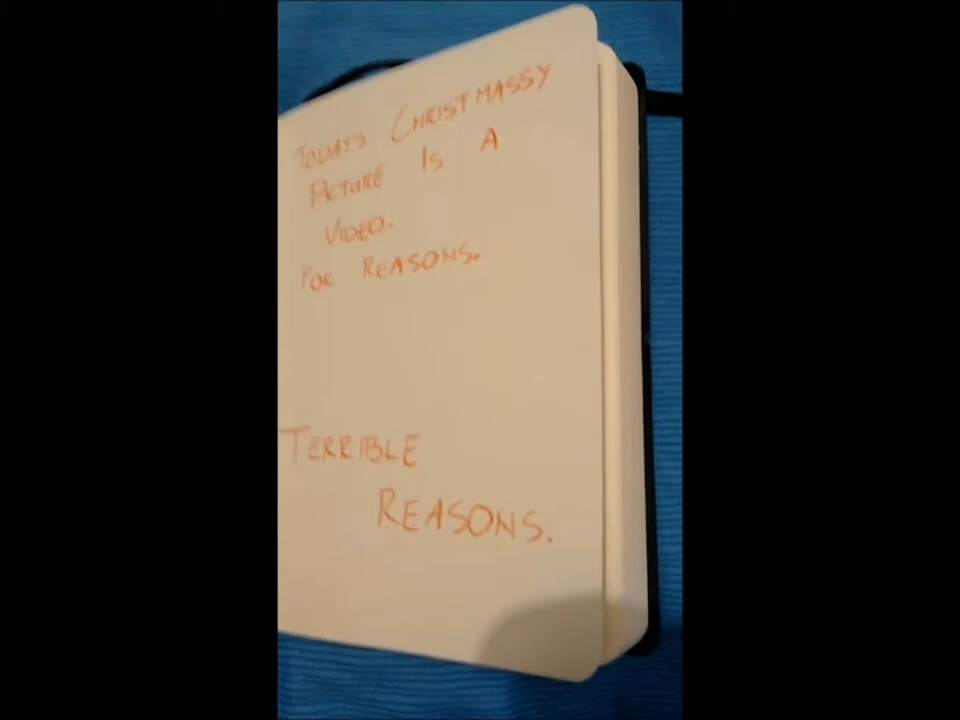 TODAY'S CHRISTMASSY
PICTURE IS A
VIDEO.
FOR REASONS.
TERRIBLE
REASONS.